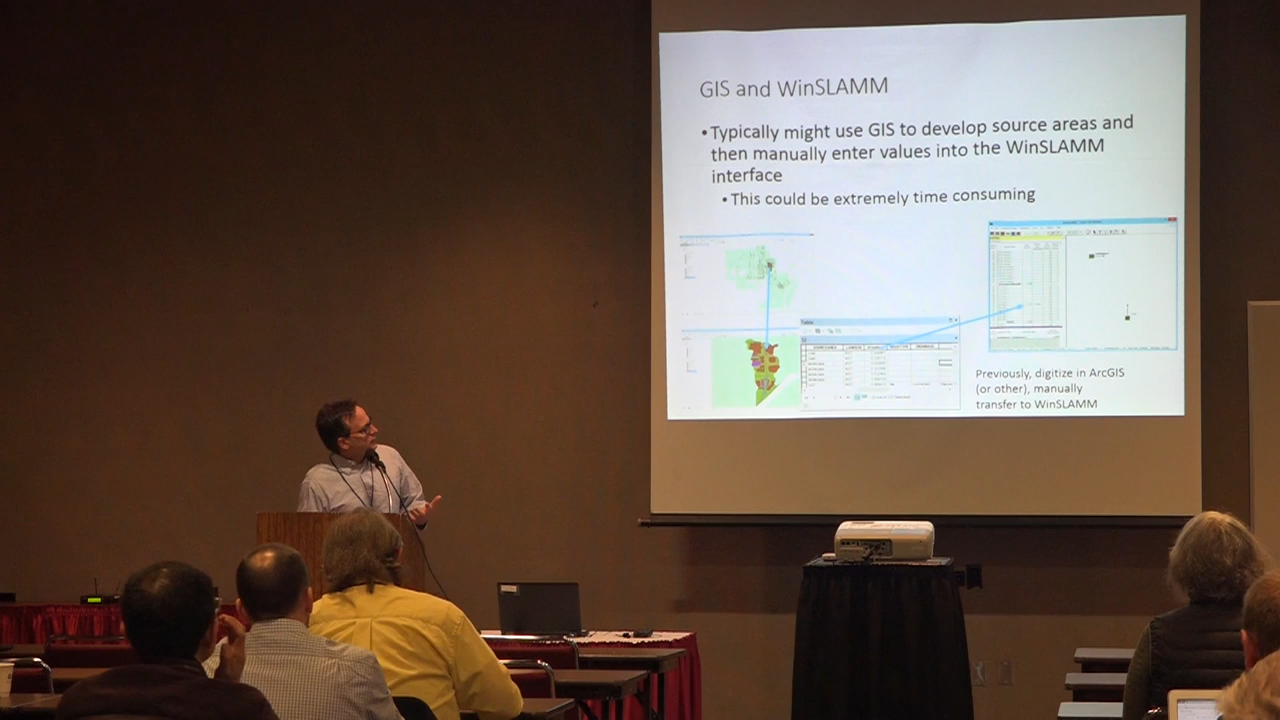 GIS and WinSLAMM
•Typically might use GIS to develop source areas and
then manually enter values into the WinSLAMM
interface
•This could be extremely time consuming
Table
Previously, digitize in ArcGIS
(or other), manually
transfer to WinSLAMM